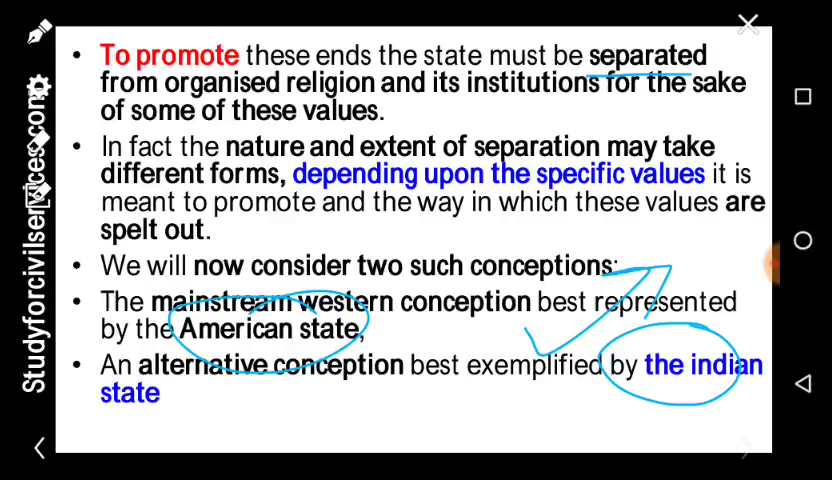 • To promote these ends the state must be separated
from organised religion and its institutions for the sake
of some of these values.
• In fact the nature and extent of separation may take
different forms, depending upon the specific values it is
meant to promote and the way in which these values are
spelt out.
• We will now consider two such conceptions:
• The mainstream western conception best represented
by the American state,
• An alternative conception best exemplified by the indian
state
Studyforcivilservices.com